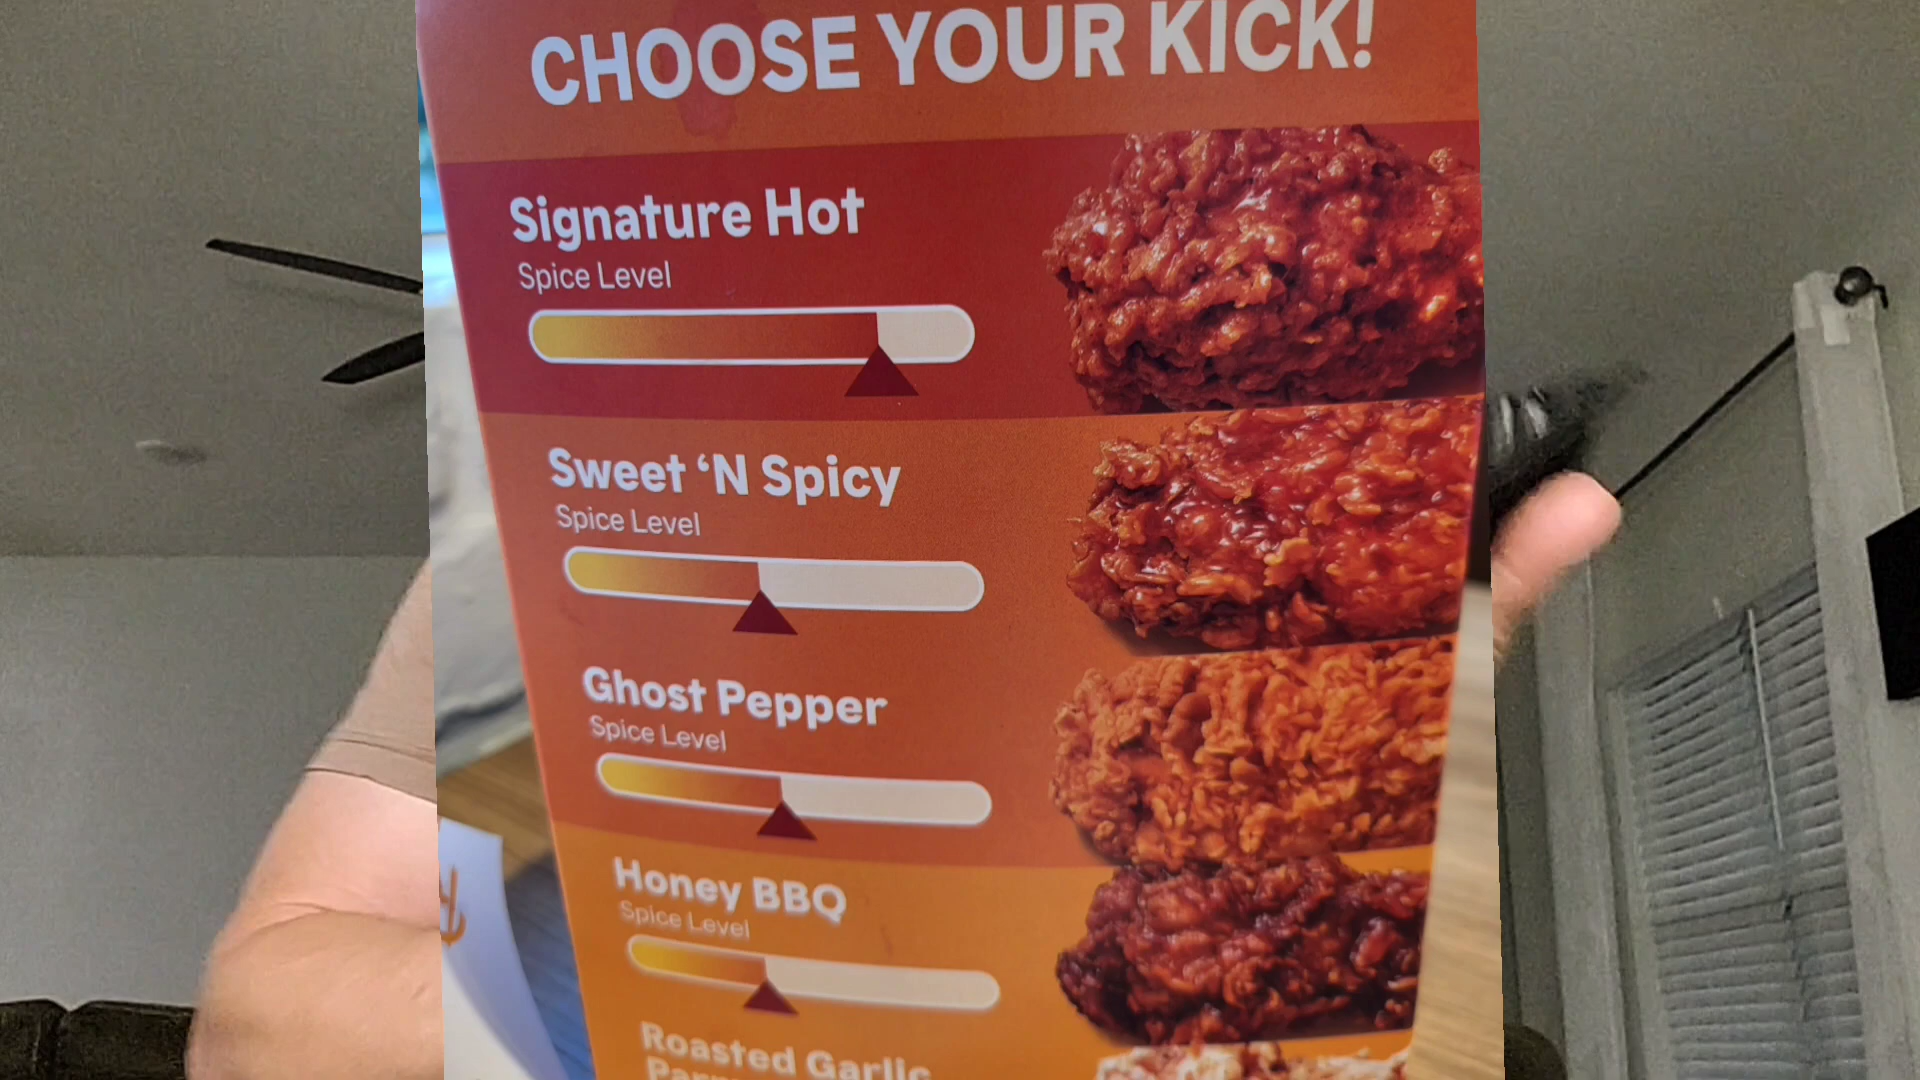 CHOOSE YOUR KICK!
Signature Hot
Spice Level
Sweet ‘N Spicy
Spice Level
Ghost Pepper
Spice Level
Honey BBQ
Spice Level
Roasted Garlic